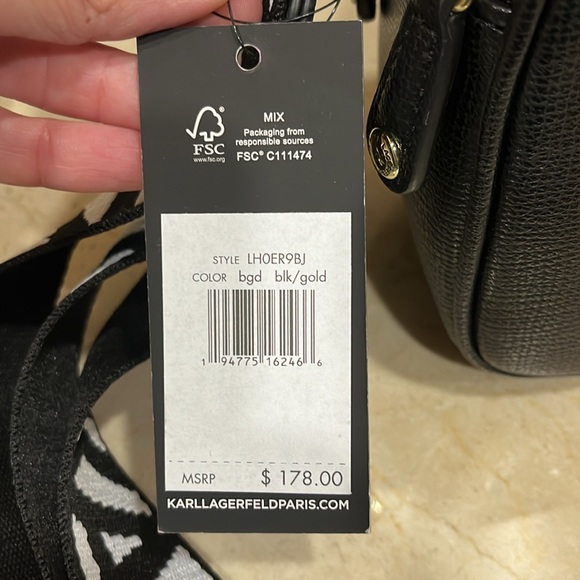 MIX
Packaging from
responsible sources
FSC® C111474
FSC
www.fsc.org
STYLE LH0ER9BJ
COLOR bgd blk/gold
1 94775 16246 6
MSRP $ 178.00
KARLLAGERFELDPARIS.COM